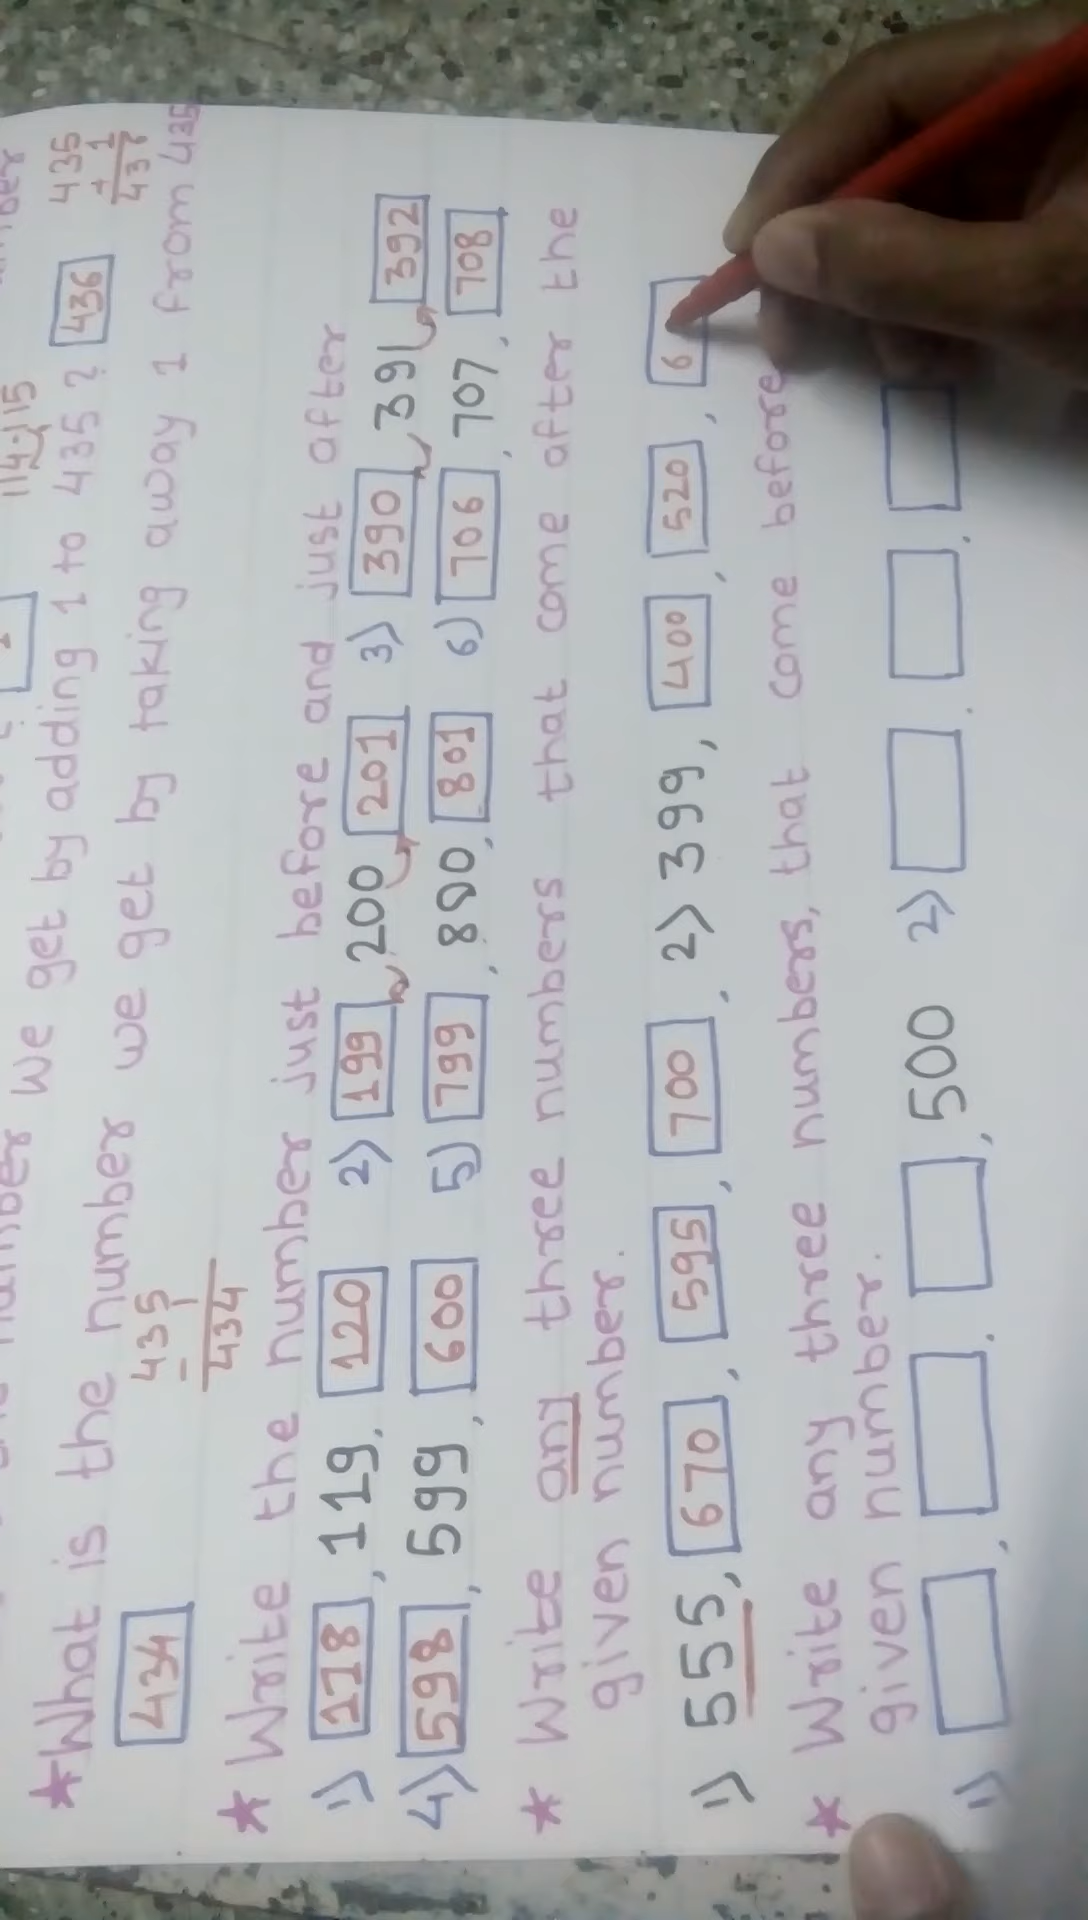 114.115
We get by adding 1 to 435 ? 436
435
+ 1
436
*What is the number we get by taking away 1 from 435
434
435
- 1
434
* Write the number just before and just after
1) 118, 119, 120 2) 199, 200 201 3) 390, 391, 392
4) 598, 599, 600 5) 799, 800, 801 6) 706, 707, 708
* Write any three numbers that come after the
given number.
1) 555, 670, 595, 700, 2) 399, 400, 520, 6
* Write any three numbers, that come before
given number.
1) , , , 500 2) , ,